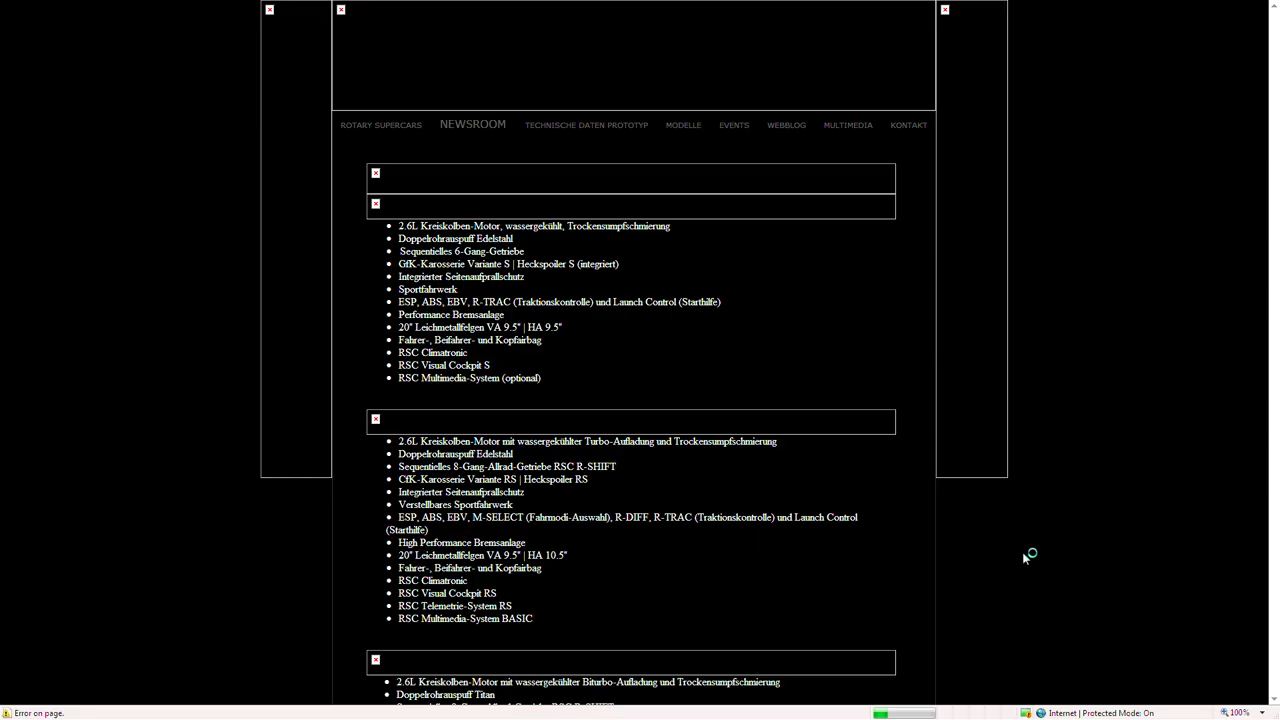 ROTARY SUPERCARS NEWSROOM TECHNISCHE DATEN PROTOTYP MODELLE EVENTS WEBBLOG MULTIMEDIA KONTAKT
• 2.6L Kreiskolben-Motor, wassergekühlt, Trockensumpfschmierung
• Doppelrohrauspuff Edelstahl
• Sequentielles 6-Gang-Getriebe
• GfK-Karosserie Variante S | Heckspoiler S (integriert)
• Integrierter Seitenaufprallschutz
• Sportfahrwerk
• ESP, ABS, EBV, R-TRAC (Traktionskontrolle) und Launch Control (Starthilfe)
• Performance Bremsanlage
• 20" Leichmetallfelgen VA 9.5" | HA 9.5"
• Fahrer-, Beifahrer- und Kopfairbag
• RSC Climatronic
• RSC Visual Cockpit S
• RSC Multimedia-System (optional)
• 2.6L Kreiskolben-Motor mit wassergekühlter Turbo-Aufladung und Trockensumpfschmierung
• Doppelrohrauspuff Edelstahl
• Sequentielles 8-Gang-Allrad-Getriebe RSC R-SHIFT
• CfK-Karosserie Variante RS | Heckspoiler RS
• Integrierter Seitenaufprallschutz
• Verstellbares Sportfahrwerk
• ESP, ABS, EBV, M-SELECT (Fahrmodi-Auswahl), R-DIFF, R-TRAC (Traktionskontrolle) und Launch Control
(Starthilfe)
• High Performance Bremsanlage
• 20" Leichmetallfelgen VA 9.5" | HA 10.5"
• Fahrer-, Beifahrer- und Kopfairbag
• RSC Climatronic
• RSC Visual Cockpit RS
• RSC Telemetrie-System RS
• RSC Multimedia-System BASIC
• 2.6L Kreiskolben-Motor mit wassergekühlter Biturbo-Aufladung und Trockensumpfschmierung
• Doppelrohrauspuff Titan
Error on page. Internet | Protected Mode: On 100%